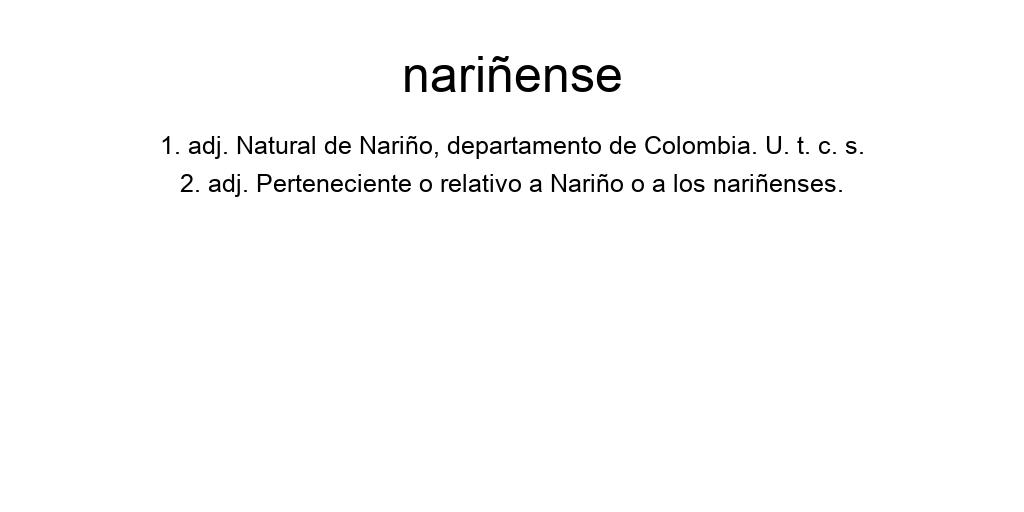 nariñense
1. adj. Natural de Nariño, departamento de Colombia. U. t. c. s.
2. adj. Perteneciente o relativo a Nariño o a los nariñenses.